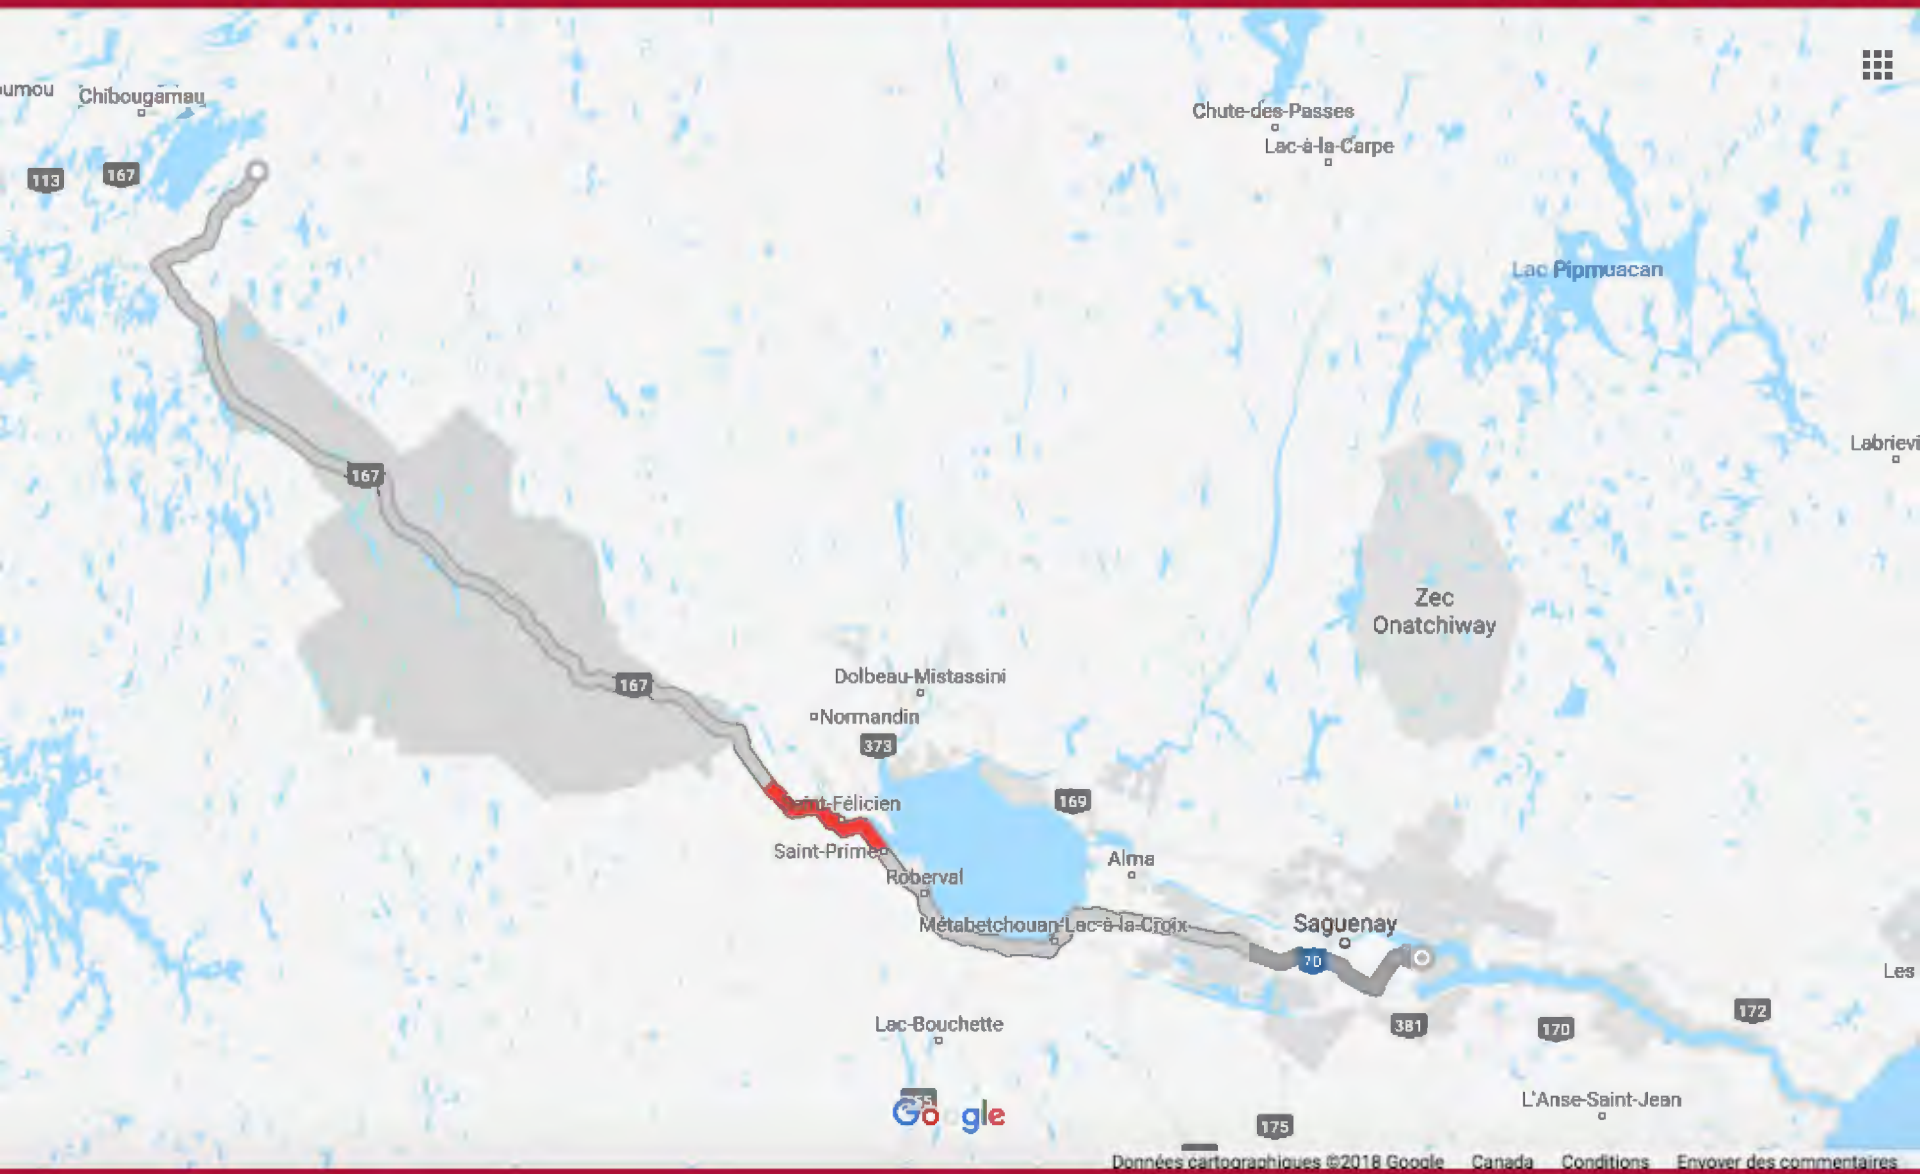 oumou
Chibougamau
113
167
Chute-des-Passes
Lac-à-la-Carpe
Lac Pipmuacan
Labrievi
167
Zec
Onatchiway
167
Dolbeau-Mistassini
Normandin
373
Saint-Félicien
169
Saint-Prime
Alma
Roberval
Métabetchouan-Lac-à-la-Croix
Saguenay
70
Les
172
Lac-Bouchette
381
170
Google
L'Anse-Saint-Jean
175
Données cartographiques ©2018 Google Canada Conditions Envoyer des commentaires